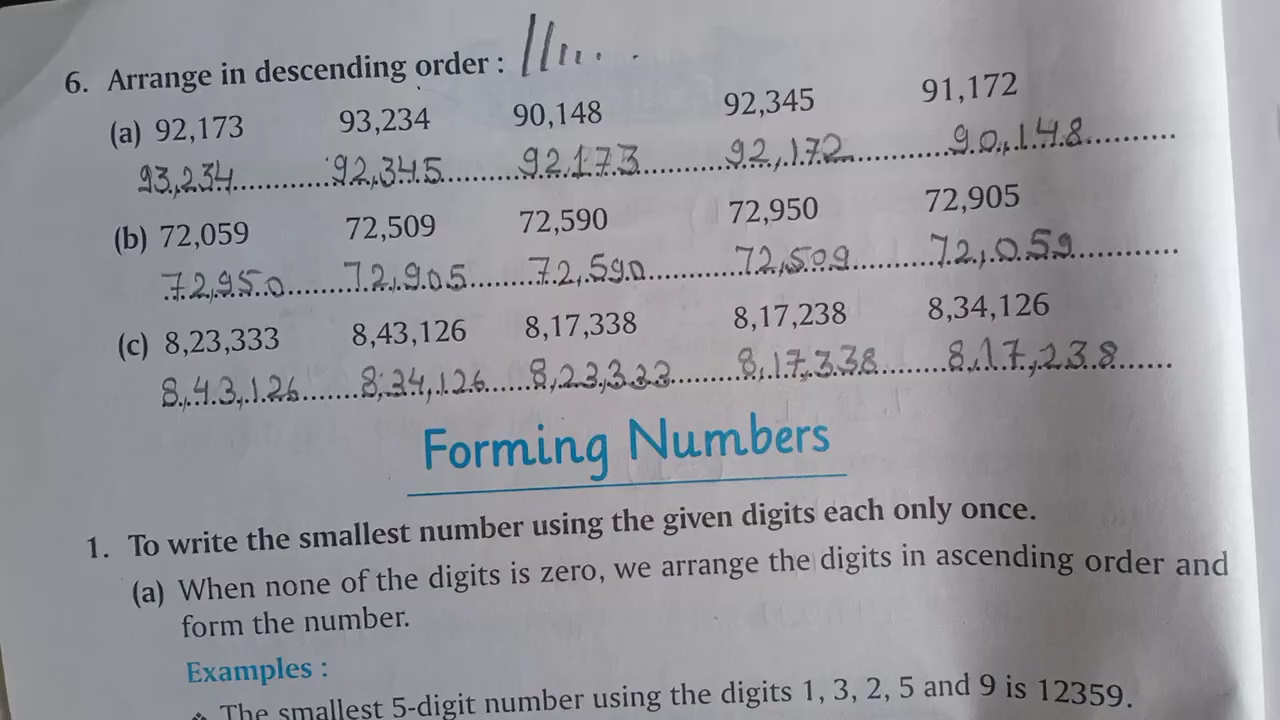 6. Arrange in descending order :
(a) 92,173 93,234 90,148 92,345 91,172
93,234 92,345 92173 92,172 90,148
(b) 72,059 72,509 72,590 72,950 72,905
72,950 72,905 72,590 72,509 72,059
(c) 8,23,333 8,43,126 8,17,338 8,17,238 8,34,126
8,43,126 8,34,126 8,23,333 8,17,338 8,17,238
Forming Numbers
1. To write the smallest number using the given digits each only once.
(a) When none of the digits is zero, we arrange the digits in ascending order and
form the number.
Examples :
The smallest 5-digit number using the digits 1, 3, 2, 5 and 9 is 12359.